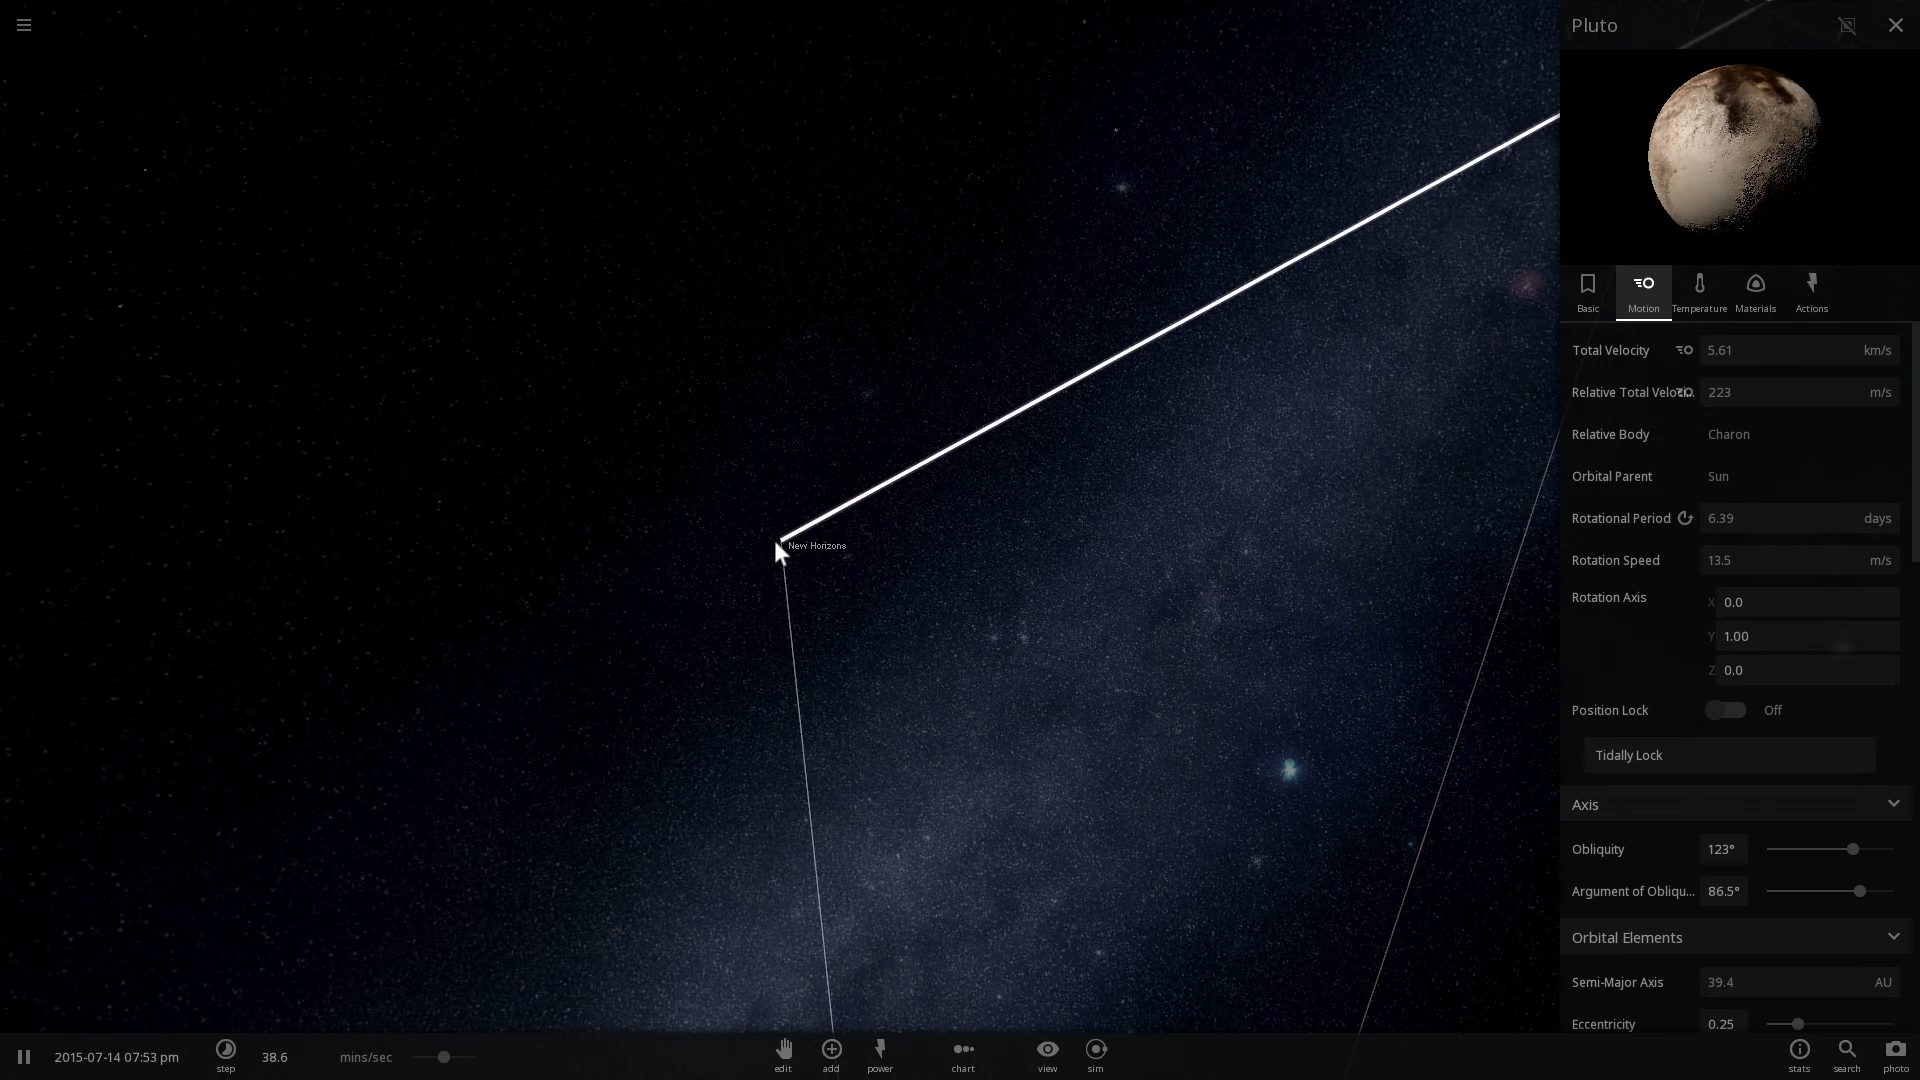 Pluto
New Horizons
Basic Motion Temperature Materials Actions
Total Velocity 5.61 km/s
Relative Total Veloci... 223 m/s
Relative Body Charon
Orbital Parent Sun
Rotational Period 6.39 days
Rotation Speed 13.5 m/s
Rotation Axis X 0.0
Y 1.00
Z 0.0
Position Lock Off
Tidally Lock
Axis
Obliquity 123°
Argument of Obliqu... 86.5°
Orbital Elements
Semi-Major Axis 39.4 AU
Eccentricity 0.25
2015-07-14 07:53 pm step 38.6 mins/sec edit add power chart view sim stats search photo